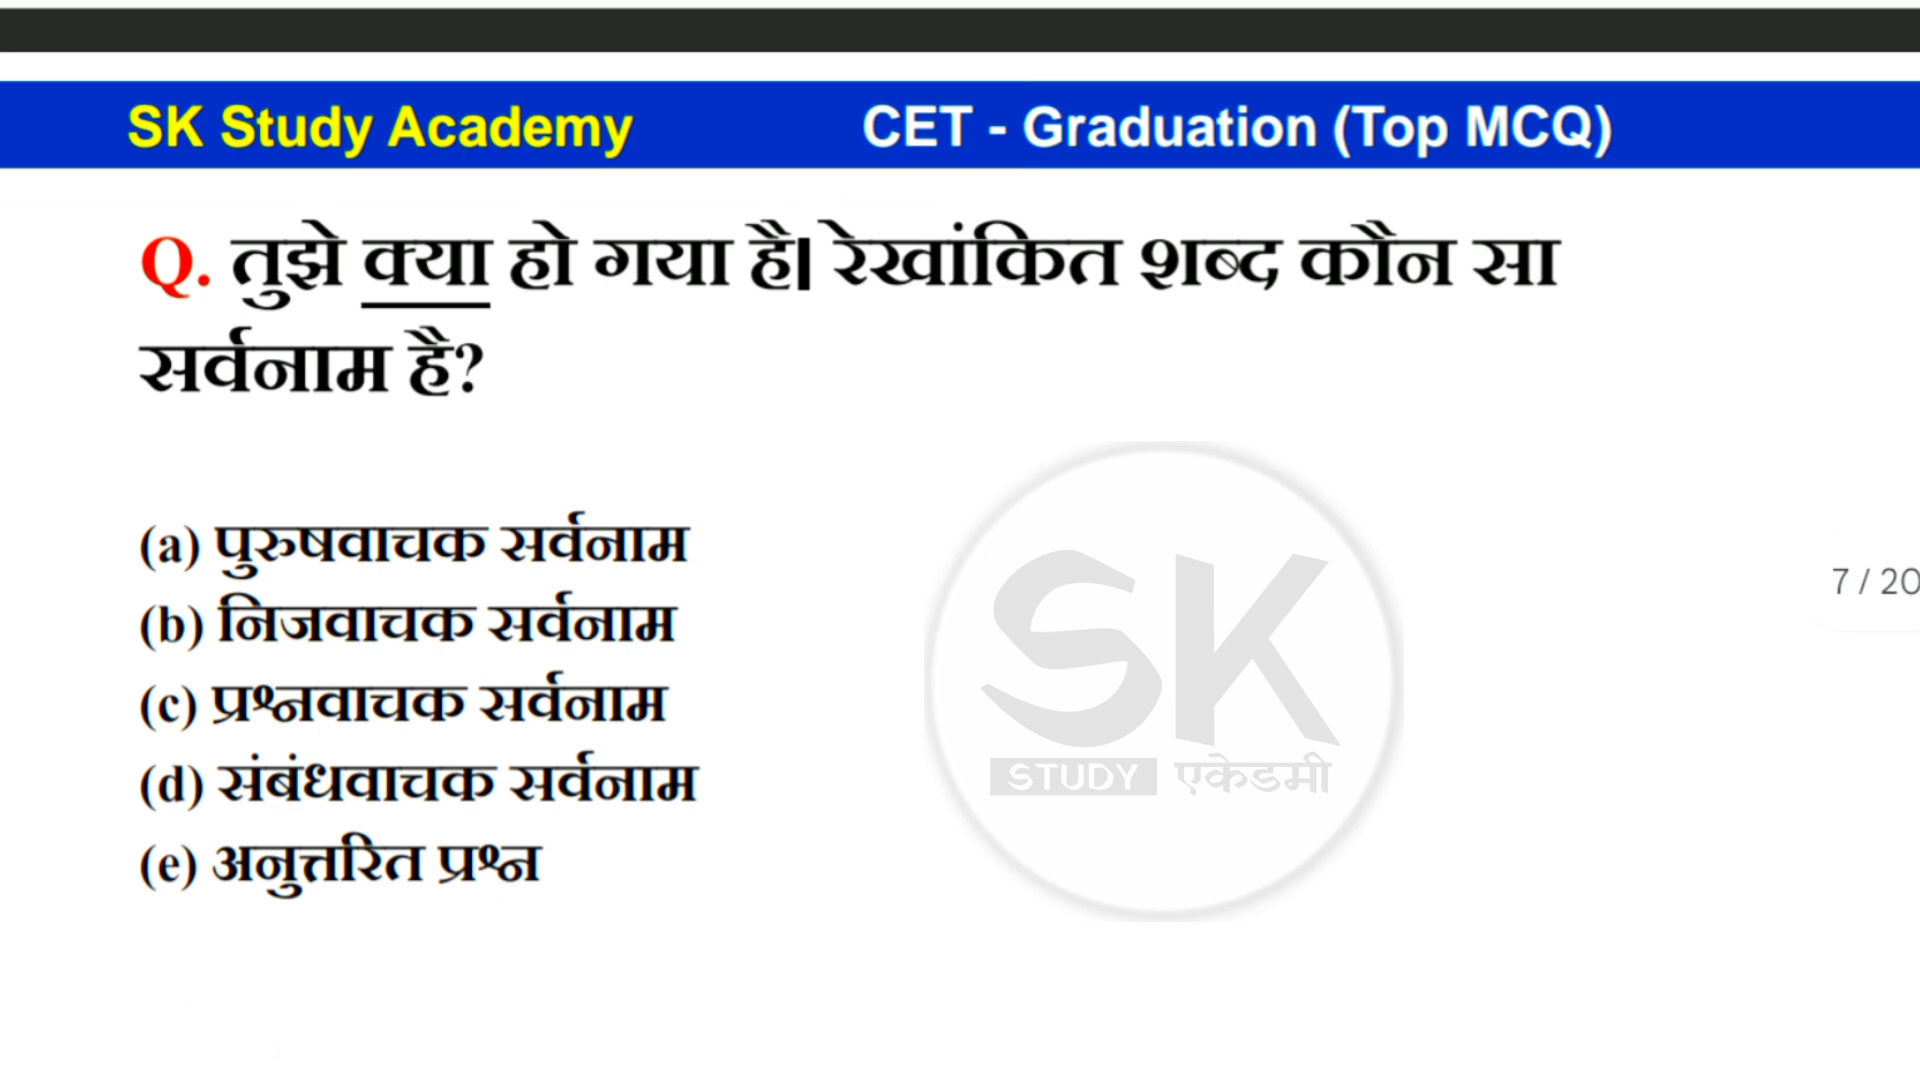 SK Study Academy CET - Graduation (Top MCQ)
Q. तुझे क्या हो गया है। रेखांकित शब्द कौन सा
सर्वनाम है?
(a) पुरुषवाचक सर्वनाम
(b) निजवाचक सर्वनाम
(c) प्रश्नवाचक सर्वनाम
(d) संबंधवाचक सर्वनाम
(e) अनुत्तरित प्रश्न
SK
STUDY एकेडमी
7 / 20